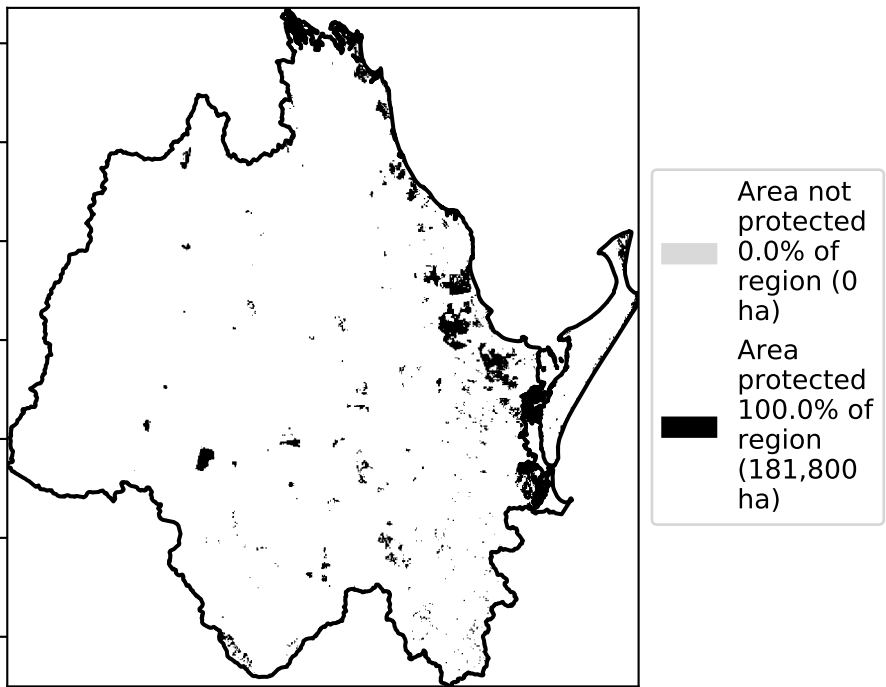 Area not
protected
0.0% of
region (0
ha)
Area
protected
100.0% of
region
(181,800
ha)